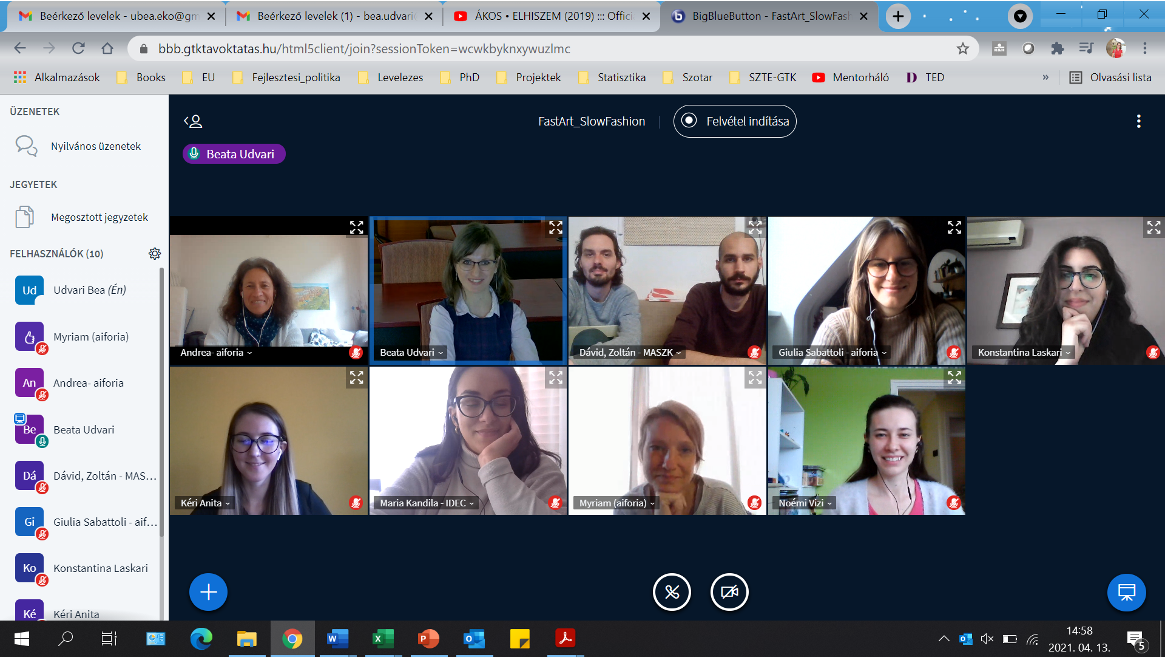 Beérkező levelek - ubea.eko@gm
Beérkező levelek (1) - bea.udvari
ÁKOS • ELHISZEM (2019) ::: Offici
BigBlueButton - FastArt_SlowFash
bbb.gtktavoktatas.hu/html5client/join?sessionToken=wcwkbyknxywuzlmc
Alkalmazások Books EU Fejlesztesi_politika Levelezes PhD Projektek Statisztika Szotar SZTE-GTK Mentorháló TED » Olvasási lista
ÜZENETEK
Nyilvános üzenetek
JEGYZETEK
Megosztott jegyzetek
FELHASZNÁLÓK (10)
Ud Udvari Bea (Én)
Myriam (aiforia)
An Andrea- aiforia
Be Beata Udvari
Dá Dávid, Zoltán - MASZ...
Gi Giulia Sabattoli - aif...
Ko Konstantina Laskari
Ké Kéri Anita
FastArt_SlowFashion
Felvétel indítása
Beata Udvari
Andrea- aiforia
Beata Udvari
Dávid, Zoltán - MASZK
Giulia Sabattoli - aiforia
Konstantina Laskari
Kéri Anita
Maria Kandila - IDEC
Myriam (aiforia)
Noémi Vizi
14:58
2021. 04. 13.
5